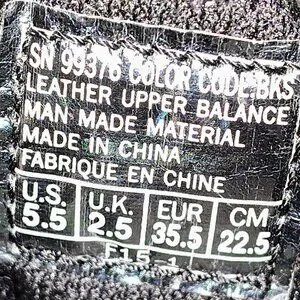 SN 99376 COLOR CODE:BKS
LEATHER UPPER BALANCE
MAN MADE MATERIAL
MADE IN CHINA
FABRIQUE EN CHINE
U.S. U.K. EUR CM
5.5 2.5 35.5 22.5